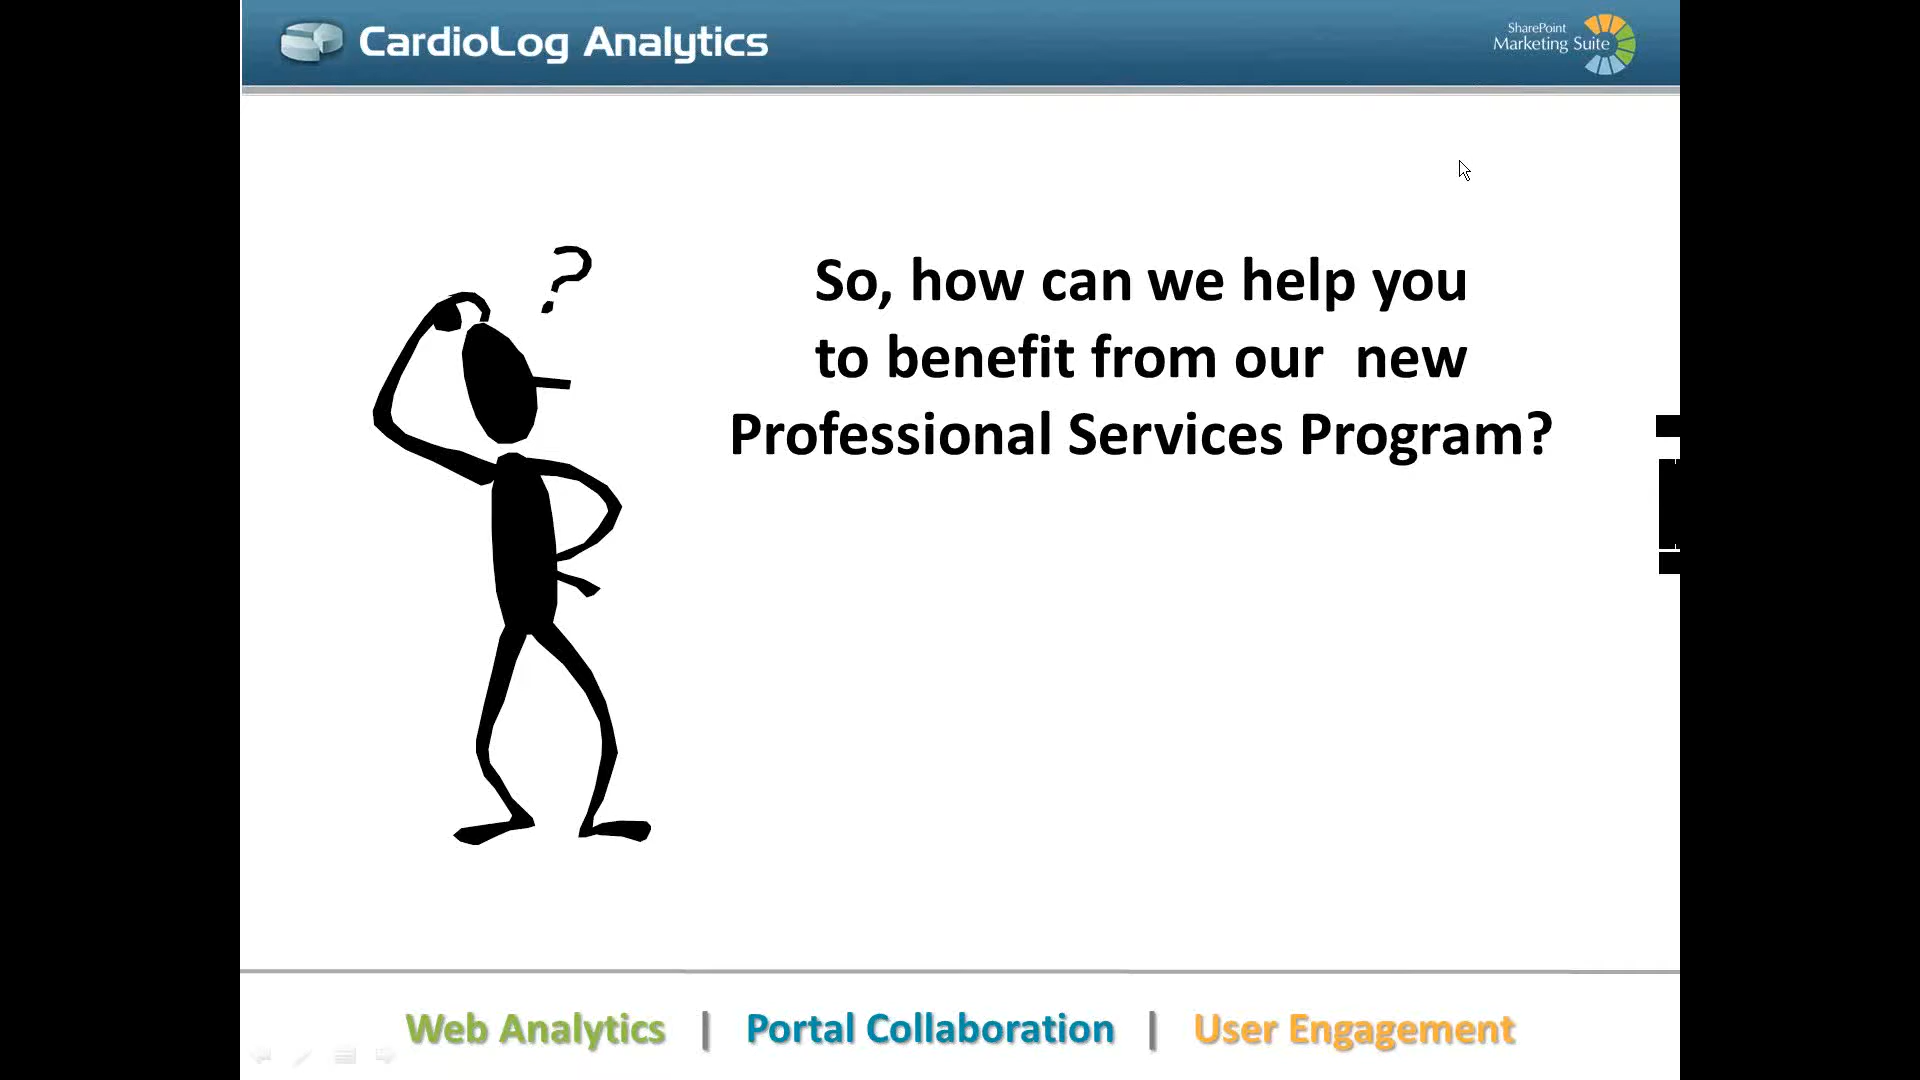 CardioLog Analytics
SharePoint
Marketing Suite
?
So, how can we help you
to benefit from our new
Professional Services Program?
Web Analytics | Portal Collaboration | User Engagement